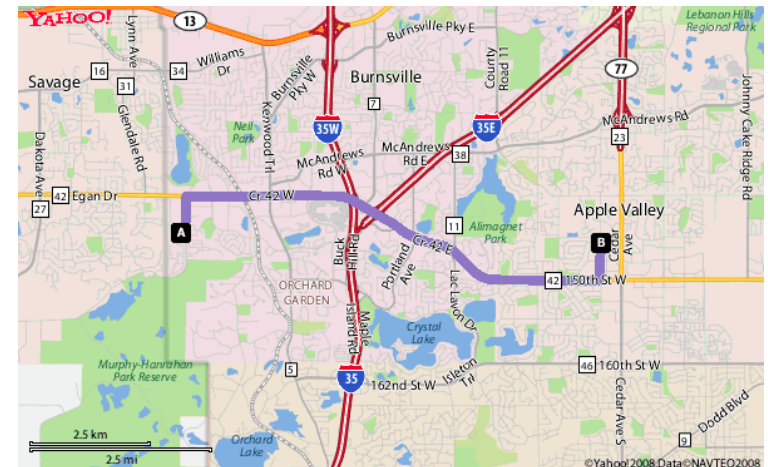 YAHOO!
13
Lynn Ave
Williams
Dr
Burnsville
Pky W
Burnsville Pky E
Lebanon Hills
Regional Park
Savage
16
31
34
Burnsville
7
County
Road 11
77
Glendale Rd
Kenwood Trl
Neil
Park
35W
35E
McAndrews
Rd W
McAndrews
Rd E
38
McAndrews Rd
23
Johnny Cake Ridge Rd
Dakota Ave
42
Egan Dr
27
A
Cr 42 W
Cr 42 E
11
Alimagnet
Park
Apple Valley
B
Cedar
Ave
Buck
Hill Rd
Portland
Ave
42
150th St W
ORCHARD
GARDEN
Lac Lavon Dr
Maple
Island Rd
Crystal
Lake
Murphy-Hanrahan
Park Reserve
5
35
162nd St W
Isleton
Trl
46
160th St W
Cedar Ave S
Dodd Blvd
9
Orchard
Lake
2.5 km
2.5 mi
©Yahoo!2008 Data©NAVTEQ2008